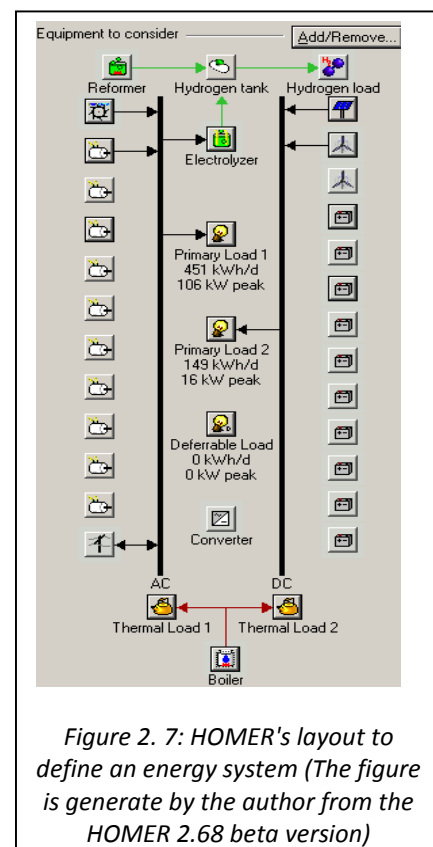 Equipment to consider
Add/Remove...
Reformer
Hydrogen tank
Hydrogen load
Electrolyzer
Primary Load 1
451 kWh/d
106 kW peak
Primary Load 2
149 kWh/d
16 kW peak
Deferrable Load
0 kWh/d
0 kW peak
Converter
AC
DC
Thermal Load 1
Thermal Load 2
Boiler
Figure 2. 7: HOMER's layout to
define an energy system (The figure
is generate by the author from the
HOMER 2.68 beta version)